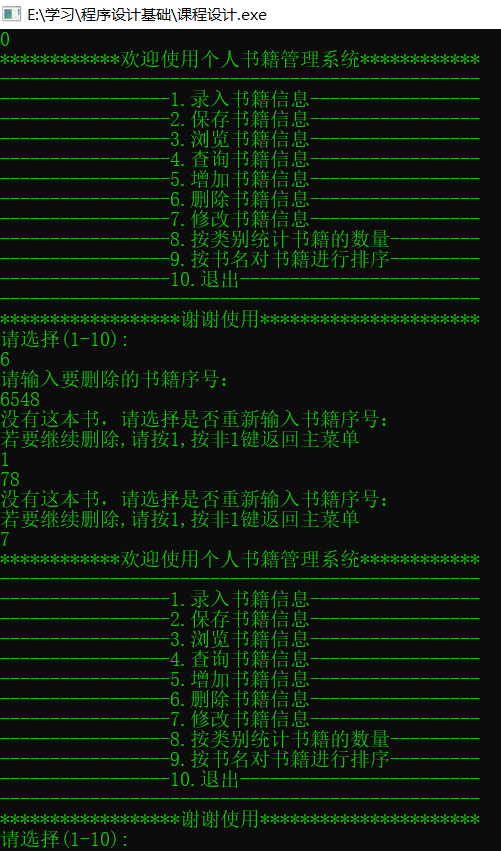 E:\学习\程序设计基础\课程设计.exe
0
************欢迎使用个人书籍管理系统************
------------------------------------------------
-----------------1.录入书籍信息-----------------
-----------------2.保存书籍信息-----------------
-----------------3.浏览书籍信息-----------------
-----------------4.查询书籍信息-----------------
-----------------5.增加书籍信息-----------------
-----------------6.删除书籍信息-----------------
-----------------7.修改书籍信息-----------------
-----------------8.按类别统计书籍的数量---------
-----------------9.按书名对书籍进行排序---------
-----------------10.退出------------------------
------------------------------------------------
******************谢谢使用**********************
请选择(1-10):
6
请输入要删除的书籍序号:
6548
没有这本书，请选择是否重新输入书籍序号:
若要继续删除,请按1,按非1键返回主菜单
1
78
没有这本书，请选择是否重新输入书籍序号:
若要继续删除,请按1,按非1键返回主菜单
7
************欢迎使用个人书籍管理系统************
------------------------------------------------
-----------------1.录入书籍信息-----------------
-----------------2.保存书籍信息-----------------
-----------------3.浏览书籍信息-----------------
-----------------4.查询书籍信息-----------------
-----------------5.增加书籍信息-----------------
-----------------6.删除书籍信息-----------------
-----------------7.修改书籍信息-----------------
-----------------8.按类别统计书籍的数量---------
-----------------9.按书名对书籍进行排序---------
-----------------10.退出------------------------
------------------------------------------------
******************谢谢使用**********************
请选择(1-10):